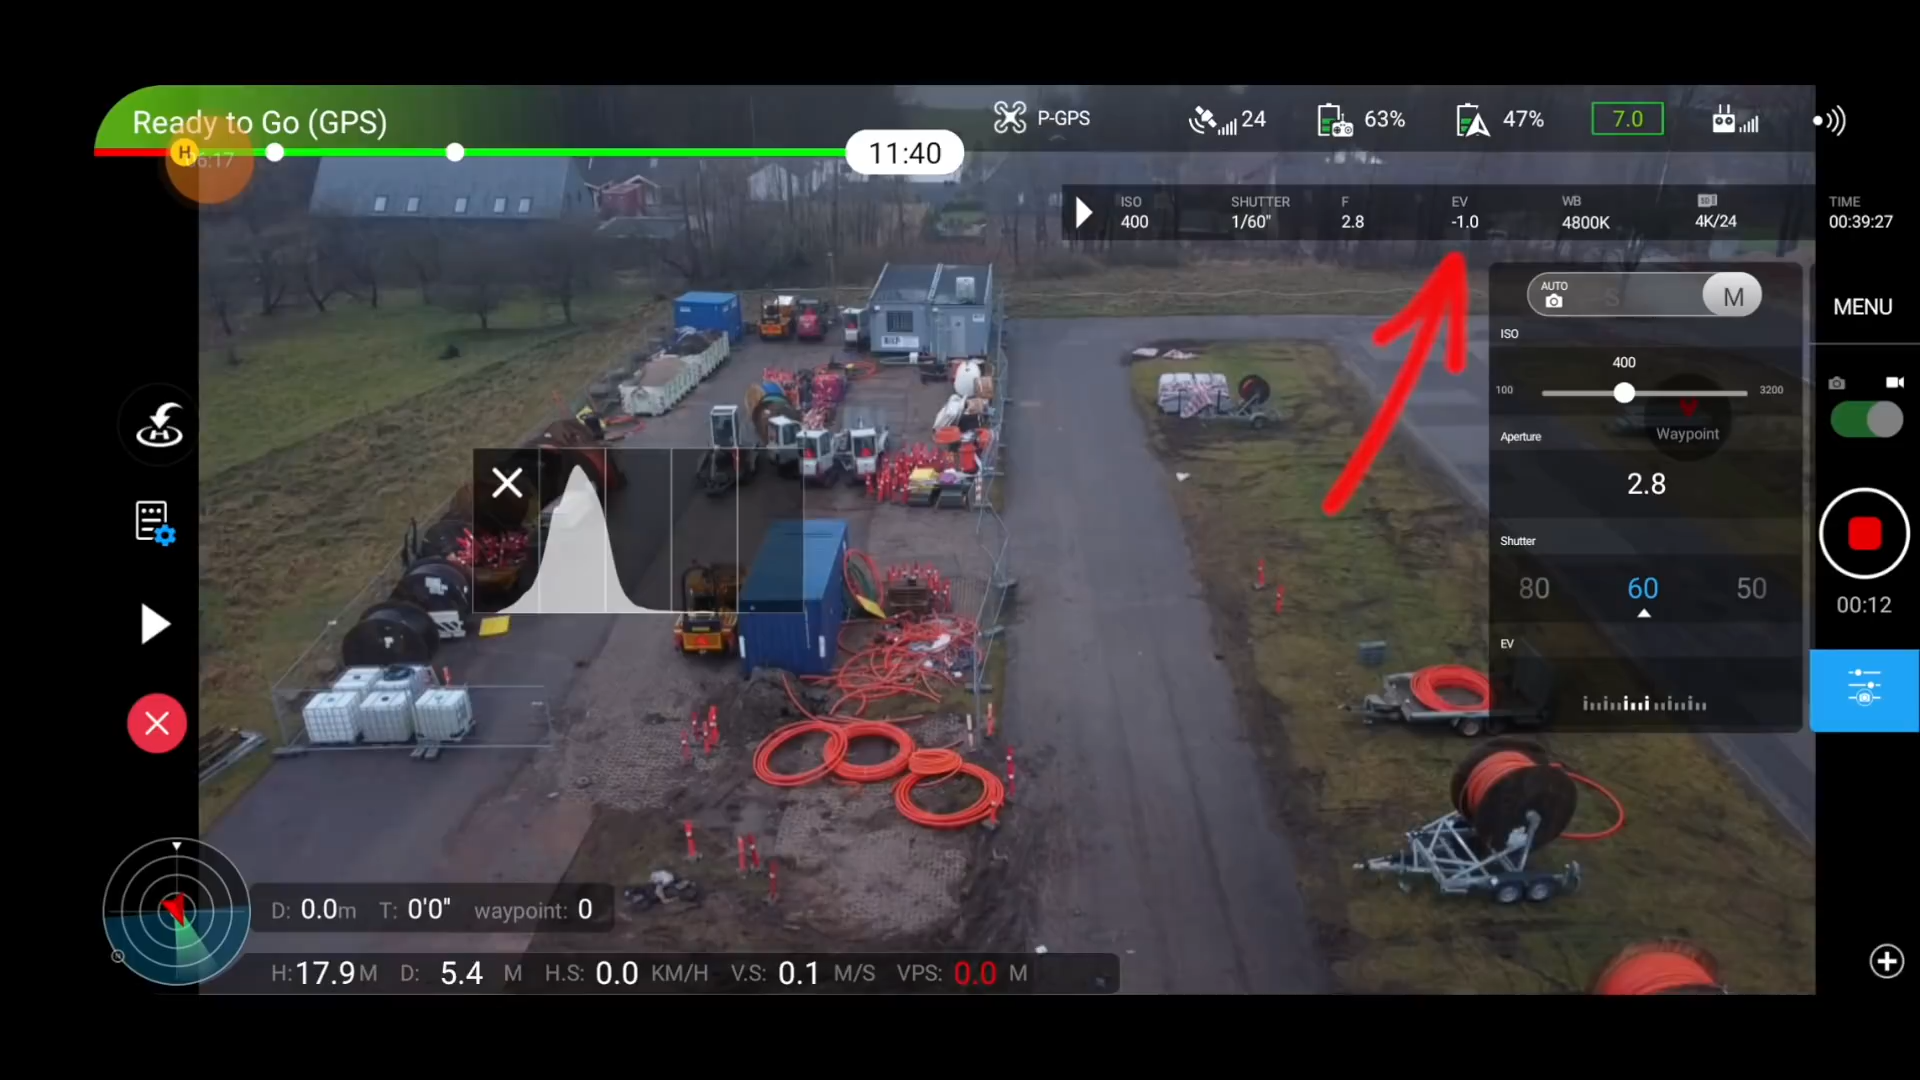 Ready to Go (GPS)
P-GPS
24
63%
47%
7.0
H
6:17
11:40
ISO
400
SHUTTER
1/60"
F
2.8
EV
-1.0
WB
4800K
4K/24
TIME
00:39:27
AUTO
S
M
MENU
ISO
400
100
3200
Waypoint
Aperture
2.8
Shutter
80 60 50
EV
00:12
D: 0.0m T: 0'0" waypoint: 0
H: 17.9 M D: 5.4 M H.S: 0.0 KM/H V.S: 0.1 M/S VPS: 0.0 M